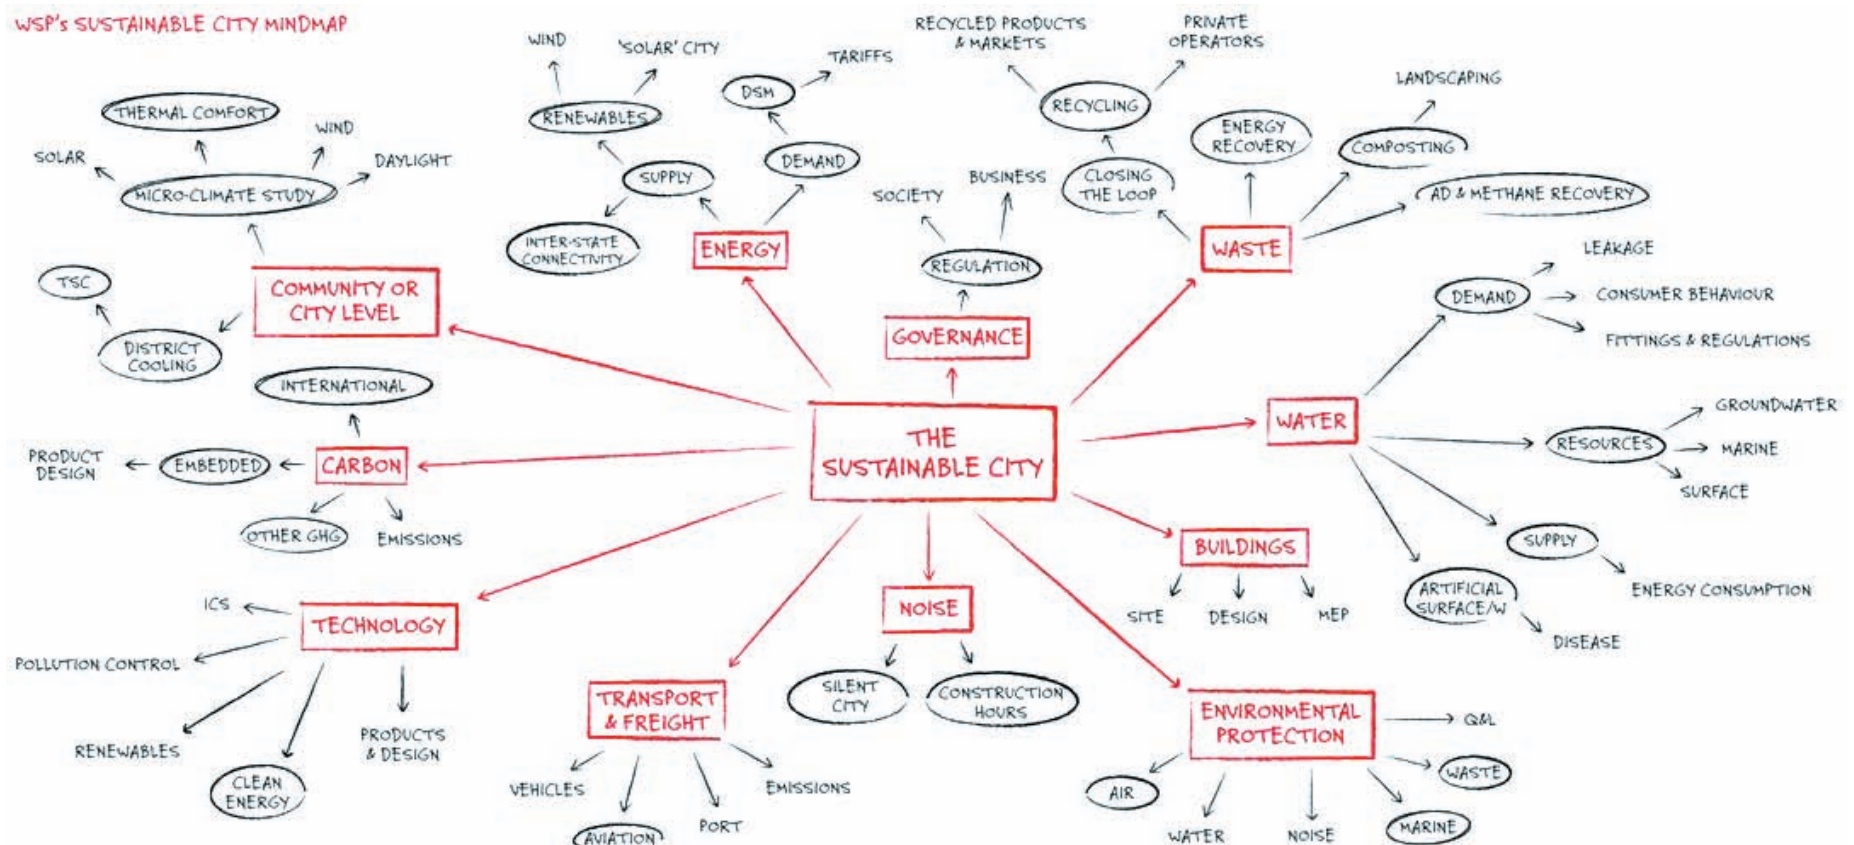 WSP's SUSTAINABLE CITY MINDMAP
THERMAL COMFORT
SOLAR
WIND
DAYLIGHT
MICRO-CLIMATE STUDY
COMMUNITY OR
CITY LEVEL
TSC
DISTRICT
COOLING
WIND
'SOLAR' CITY
RENEWABLES
SUPPLY
INTER-STATE
CONNECTIVITY
TARIFFS
DSM
DEMAND
ENERGY
SOCIETY
BUSINESS
REGULATION
GOVERNANCE
RECYCLED PRODUCTS
& MARKETS
PRIVATE
OPERATORS
RECYCLING
CLOSING
THE LOOP
ENERGY
RECOVERY
LANDSCAPING
COMPOSTING
AD & METHANE RECOVERY
WASTE
LEAKAGE
DEMAND
CONSUMER BEHAVIOUR
FITTINGS & REGULATIONS
WATER
GROUNDWATER
RESOURCES
MARINE
SURFACE
SUPPLY
ENERGY CONSUMPTION
ARTIFICIAL
SURFACE/W
DISEASE
THE
SUSTAINABLE CITY
INTERNATIONAL
PRODUCT
DESIGN
EMBEDDED
CARBON
OTHER GHG
EMISSIONS
ICS
TECHNOLOGY
POLLUTION CONTROL
RENEWABLES
CLEAN
ENERGY
PRODUCTS
& DESIGN
TRANSPORT
& FREIGHT
VEHICLES
AVIATION
PORT
EMISSIONS
NOISE
SILENT
CITY
CONSTRUCTION
HOURS
BUILDINGS
SITE
DESIGN
MEP
ENVIRONMENTAL
PROTECTION
Q&L
WASTE
AIR
WATER
NOISE
MARINE